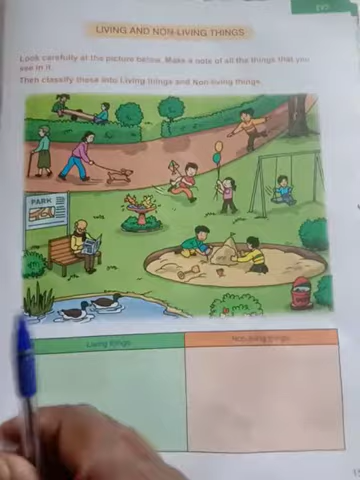 EVS
LIVING AND NON-LIVING THINGS
Look carefully at the picture below. Make a note of all the things that you
see in it.
Then classify these into Living things and Non-living things.
PARK
Living things
Non-living things